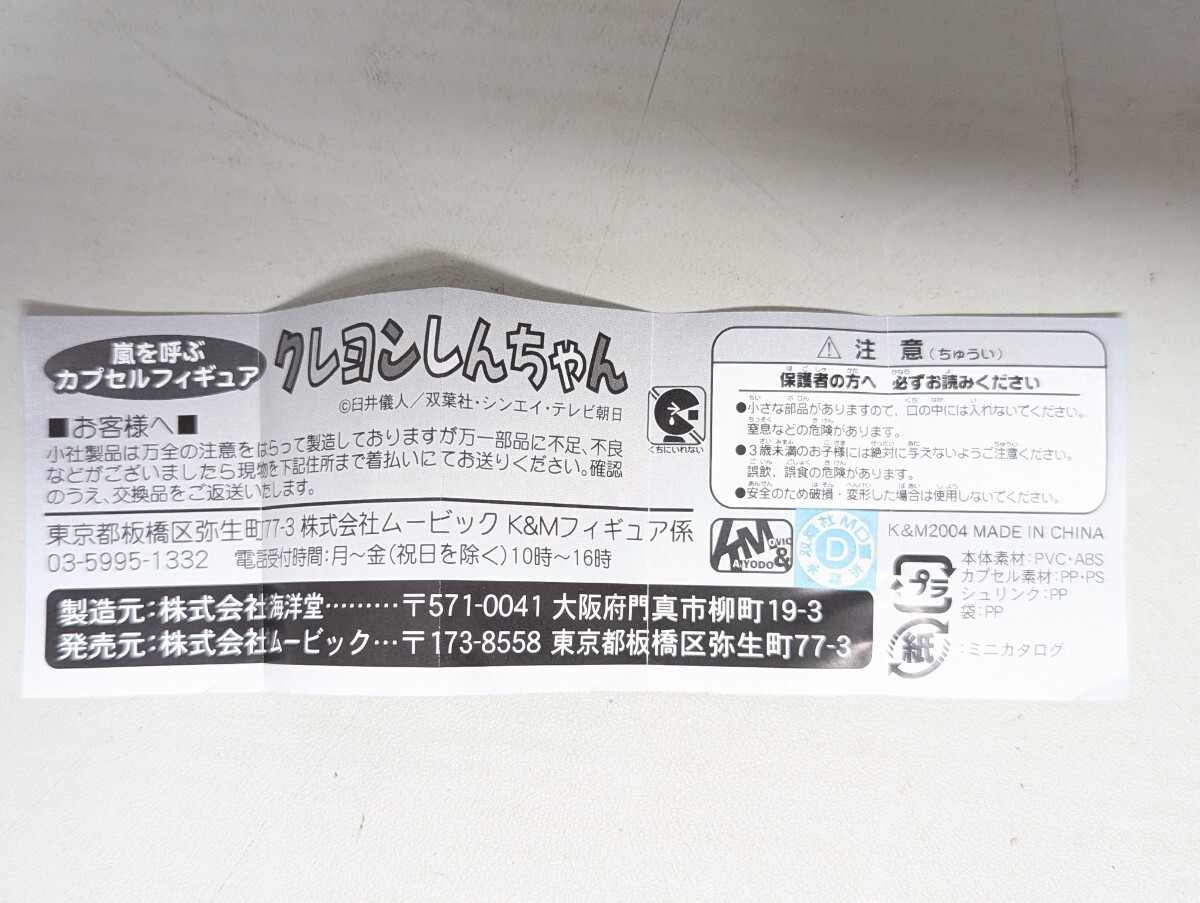 嵐を呼ぶ
カプセルフィギュア
クレヨンしんちゃん
©臼井儀人／双葉社・シンエイ・テレビ朝日
■お客様へ■
小社製品は万全の注意をはらって製造しておりますが万一部品に不足、不良
などがございましたら現物を下記住所まで着払いにてお送りください。確認
のうえ、交換品をご返送いたします。
くちにいれない
東京都板橋区弥生町77-3 株式会社ムービック K&Mフィギュア係
03-5995-1332 電話受付時間：月～金（祝日を除く）10時～16時
製造元：株式会社海洋堂………〒571-0041 大阪府門真市柳町19-3
発売元：株式会社ムービック…〒173-8558 東京都板橋区弥生町77-3
⚠ 注 意（ちゅうい）
保護者の方へ 必ずお読みください
●小さな部品がありますので、口の中には入れないでください。
窒息などの危険があります。
●3歳未満のお子様には絶対に与えないようご注意ください。
誤飲、誤食の危険があります。
●安全のため破損・変形した場合は使用しないでください。
K&M
MOVIC
KAIYODO
双葉社MD
D
K&M2004 MADE IN CHINA
プラ
本体素材：PVC・ABS
カプセル素材：PP・PS
シュリンク：PP
袋：PP
紙
：ミニカタログ